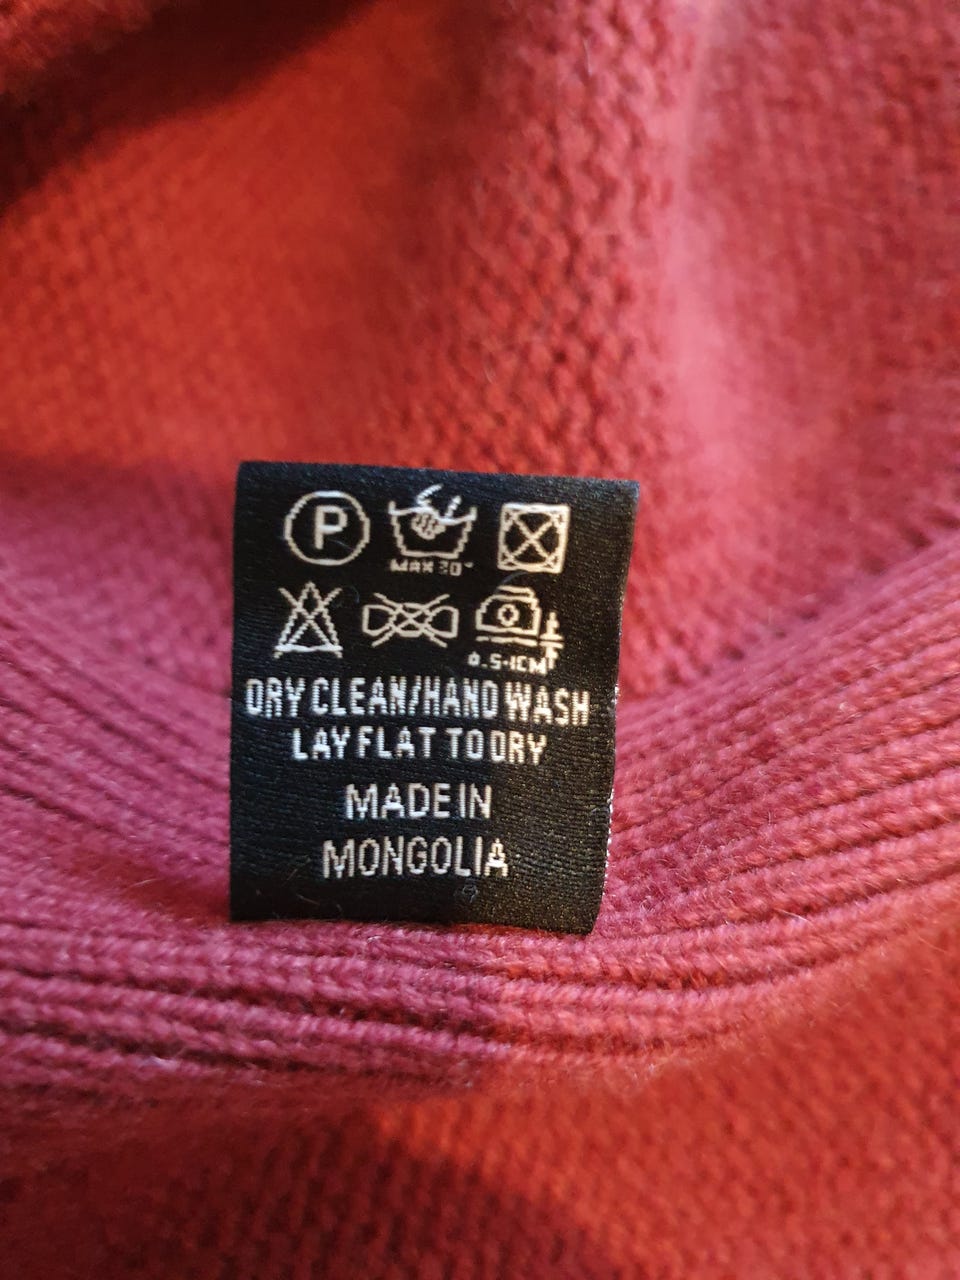 P
MAX 30°
0.5-1CM
DRY CLEAN/HAND WASH
LAY FLAT TO DRY
MADE IN
MONGOLIA